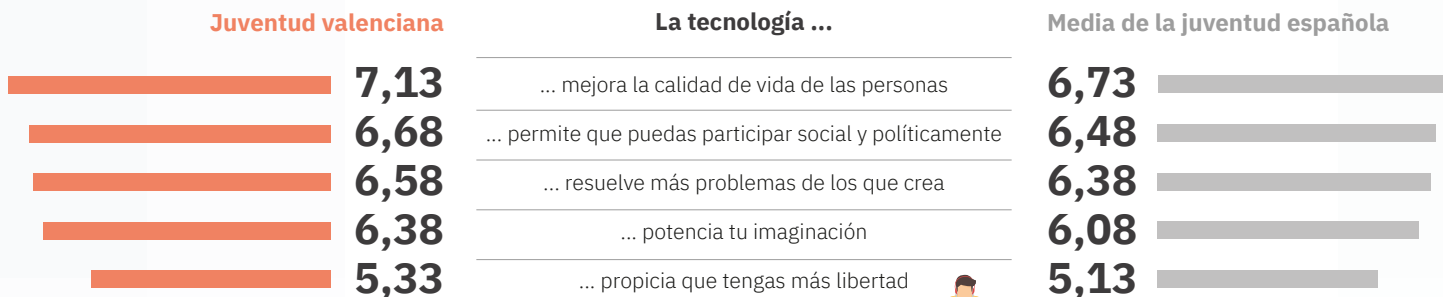 Juventud valenciana La tecnología ... Media de la juventud española
7,13 ... mejora la calidad de vida de las personas 6,73
6,68 ... permite que puedas participar social y políticamente 6,48
6,58 ... resuelve más problemas de los que crea 6,38
6,38 ... potencia tu imaginación 6,08
5,33 ... propicia que tengas más libertad 5,13